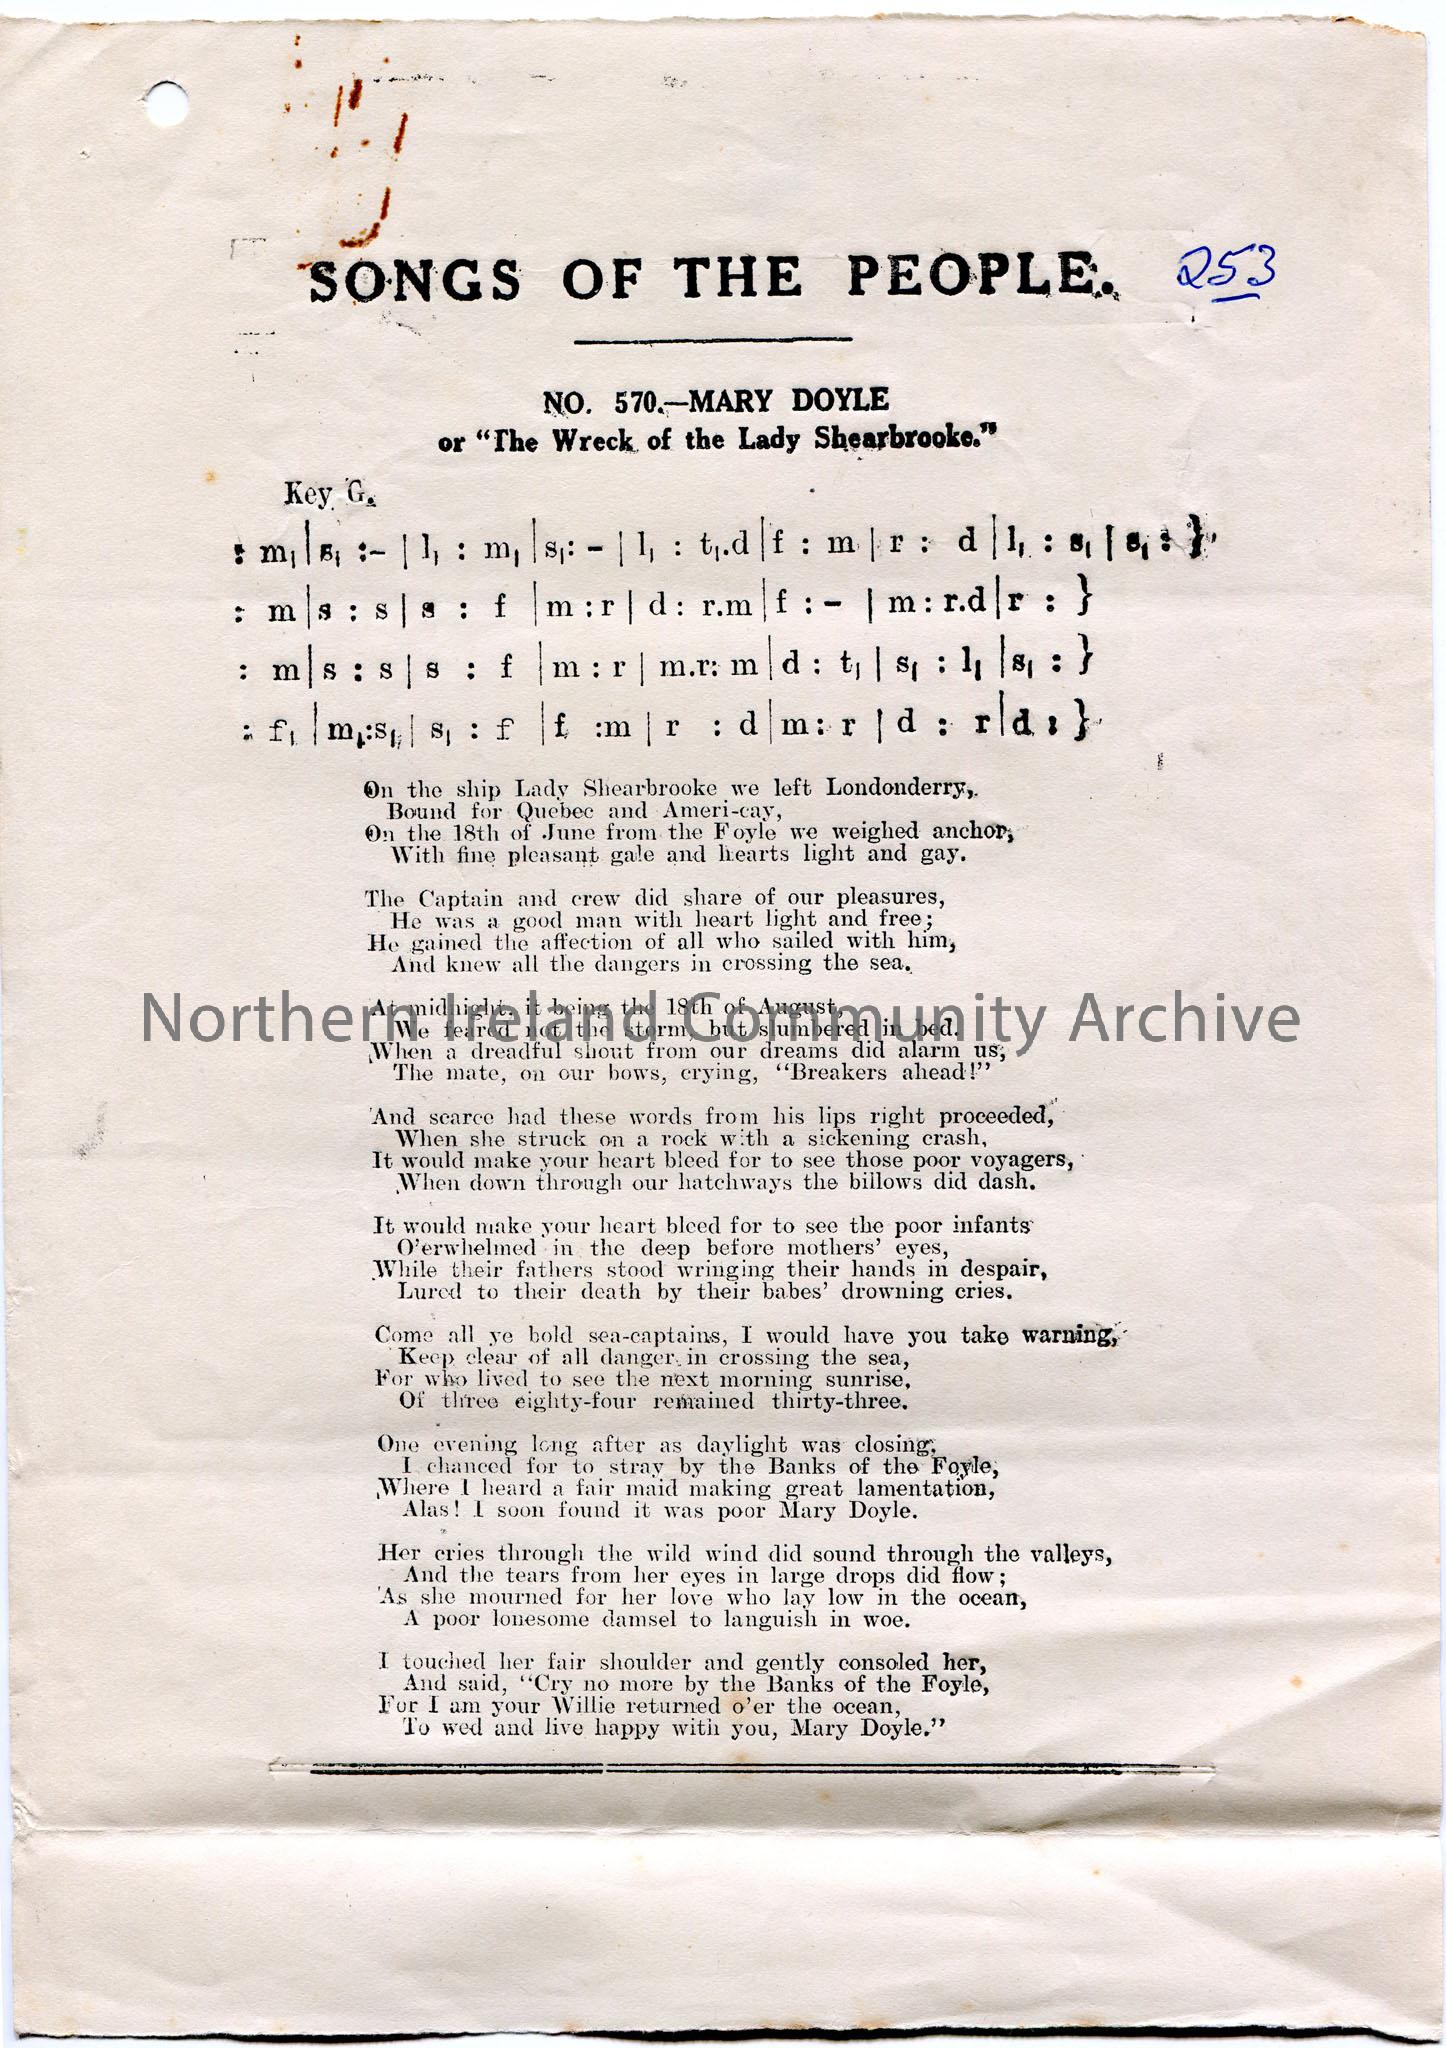 SONGS OF THE PEOPLE. 253
NO. 570.—MARY DOYLE
or "The Wreck of the Lady Shearbrooke."
Key G.
: m₁ | s₁ :– | l₁ : m₁ | s₁ : – | l₁ : t₁.d | f : m | r : d | l₁ : s₁ | s₁ : }
: m | s : s | s : f | m : r | d : r.m | f : – | m : r.d | r : }
: m | s : s | s : f | m : r | m.r: m | d : t₁ | s₁ : l₁ | s₁ : }
: f₁ | m₁:s₁ | s₁ : f | f :m | r : d | m : r | d : r | d : }
On the ship Lady Shearbrooke we left Londonderry,
Bound for Quebec and Ameri-cay,
On the 18th of June from the Foyle we weighed anchor,
With fine pleasant gale and hearts light and gay.
The Captain and crew did share of our pleasures,
He was a good man with heart light and free;
He gained the affection of all who sailed with him,
And knew all the dangers in crossing the sea.
At midnight, it being the 18th of August,
We feared not the storm, but slumbered in bed.
When a dreadful shout from our dreams did alarm us,
The mate, on our bows, crying, "Breakers ahead!"
And scarce had these words from his lips right proceeded,
When she struck on a rock with a sickening crash,
It would make your heart bleed for to see those poor voyagers,
When down through our hatchways the billows did dash.
It would make your heart bleed for to see the poor infants
O'erwhelmed in the deep before mothers' eyes,
While their fathers stood wringing their hands in despair,
Lured to their death by their babes' drowning cries.
Come all ye bold sea-captains, I would have you take warning,
Keep clear of all danger in crossing the sea,
For who lived to see the next morning sunrise,
Of three eighty-four remained thirty-three.
One evening long after as daylight was closing,
I chanced for to stray by the Banks of the Foyle,
Where I heard a fair maid making great lamentation,
Alas! I soon found it was poor Mary Doyle.
Her cries through the wild wind did sound through the valleys,
And the tears from her eyes in large drops did flow;
As she mourned for her love who lay low in the ocean,
A poor lonesome damsel to languish in woe.
I touched her fair shoulder and gently consoled her,
And said, "Cry no more by the Banks of the Foyle,
For I am your Willie returned o'er the ocean,
To wed and live happy with you, Mary Doyle."
Northern Ireland Community Archive